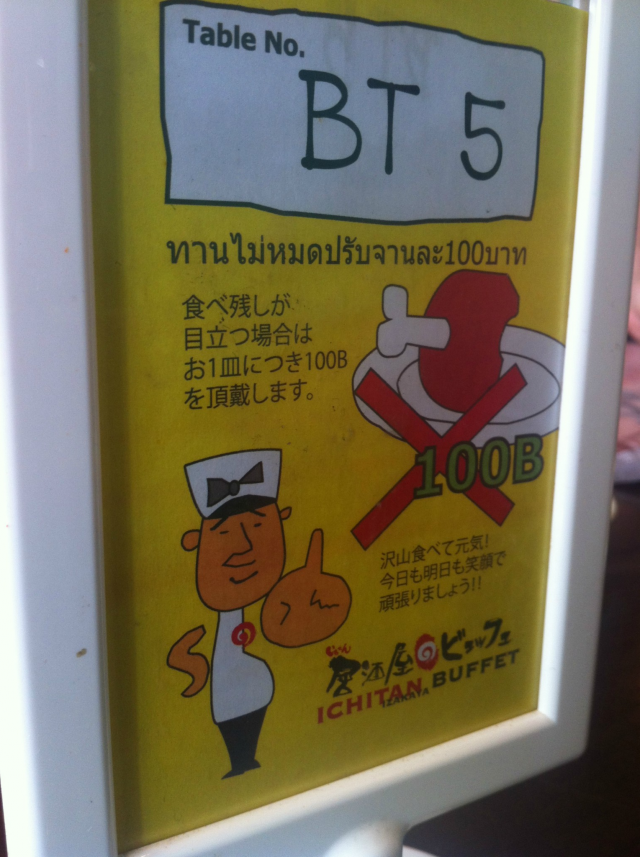 Table No.
BT 5
ทานไม่หมดปรับจานละ100บาท
食べ残しが
目立つ場合は
お1皿につき100B
を頂戴します。
100B
沢山食べて元気!
今日も明日も笑顔で
頑張りましょう!!
居酒屋 ビュッフェ
ICHITAN BUFFET
IZAKAYA